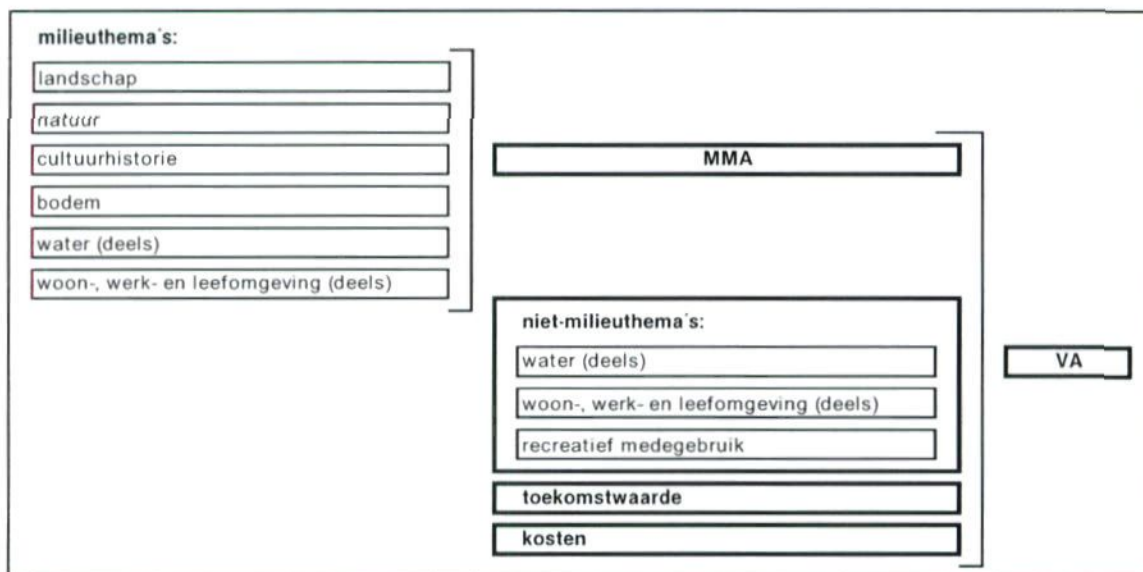 milieuthema´s:
landschap
natuur
cultuurhistorie
bodem
water (deels)
woon-, werk- en leefomgeving (deels)
MMA
niet-milieuthema´s:
water (deels)
woon-, werk- en leefomgeving (deels)
recreatief medegebruik
toekomstwaarde
kosten
VA